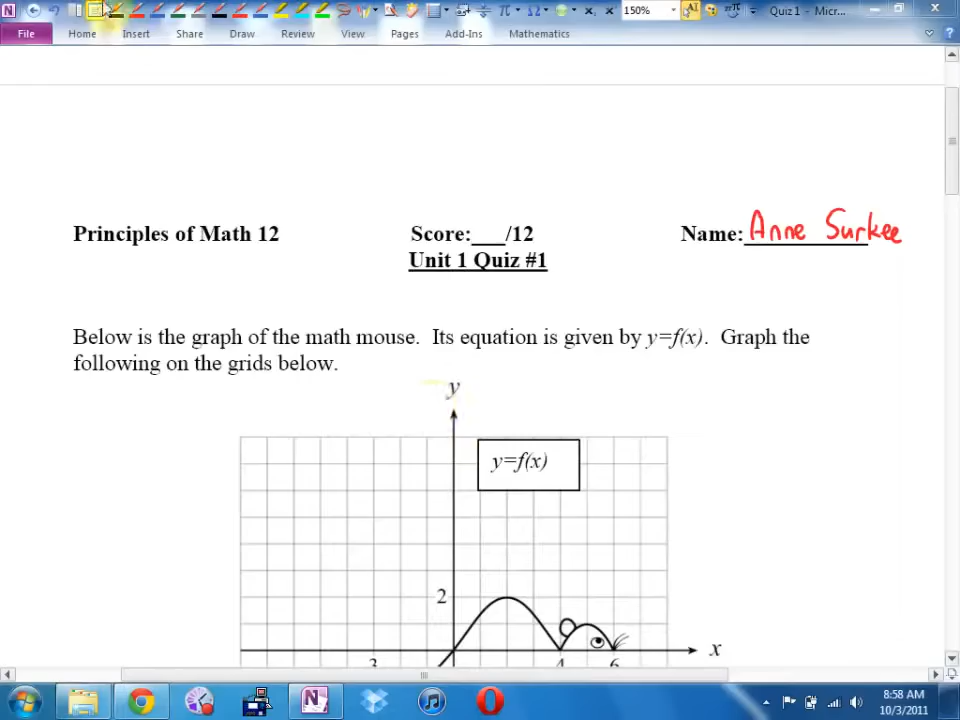 150%
Quiz 1 - Micr...
File Home Insert Share Draw Review View Pages Add-Ins Mathematics
Principles of Math 12 Score:___/12 Name: Anne Surkee
Unit 1 Quiz #1
Below is the graph of the math mouse. Its equation is given by y=f(x). Graph the
following on the grids below.
y
y=f(x)
2
x
3 4 6
8:58 AM
10/3/2011